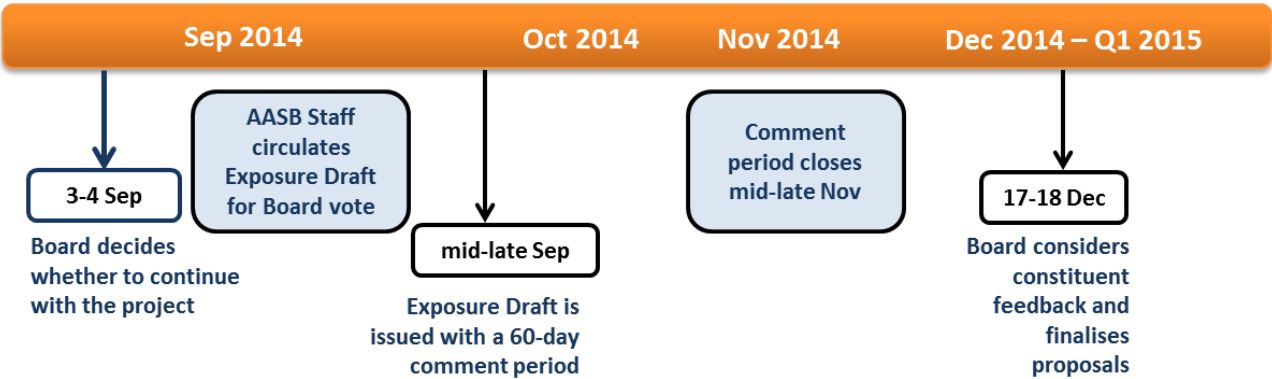 Sep 2014
Oct 2014
Nov 2014
Dec 2014 – Q1 2015
3-4 Sep
Board decides
whether to continue
with the project
AASB Staff
circulates
Exposure Draft
for Board vote
mid-late Sep
Exposure Draft is
issued with a 60-day
comment period
Comment
period closes
mid-late Nov
17-18 Dec
Board considers
constituent
feedback and
finalises
proposals